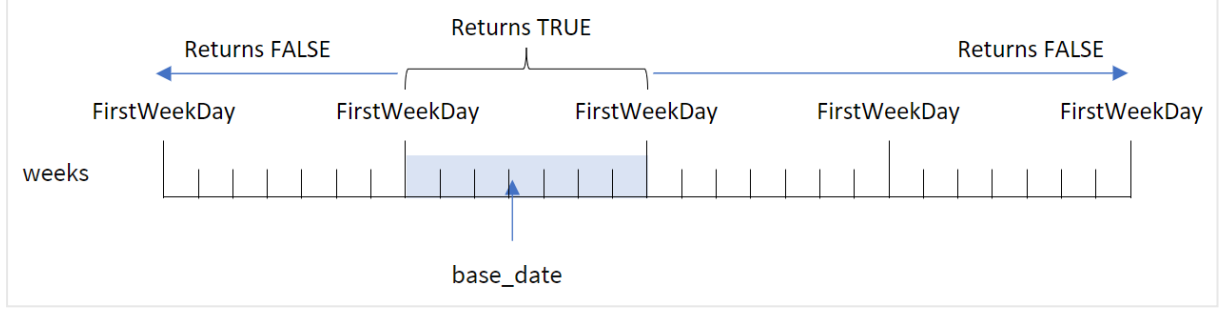 Returns TRUE
Returns FALSE Returns FALSE
FirstWeekDay FirstWeekDay FirstWeekDay FirstWeekDay FirstWeekDay
weeks
base_date